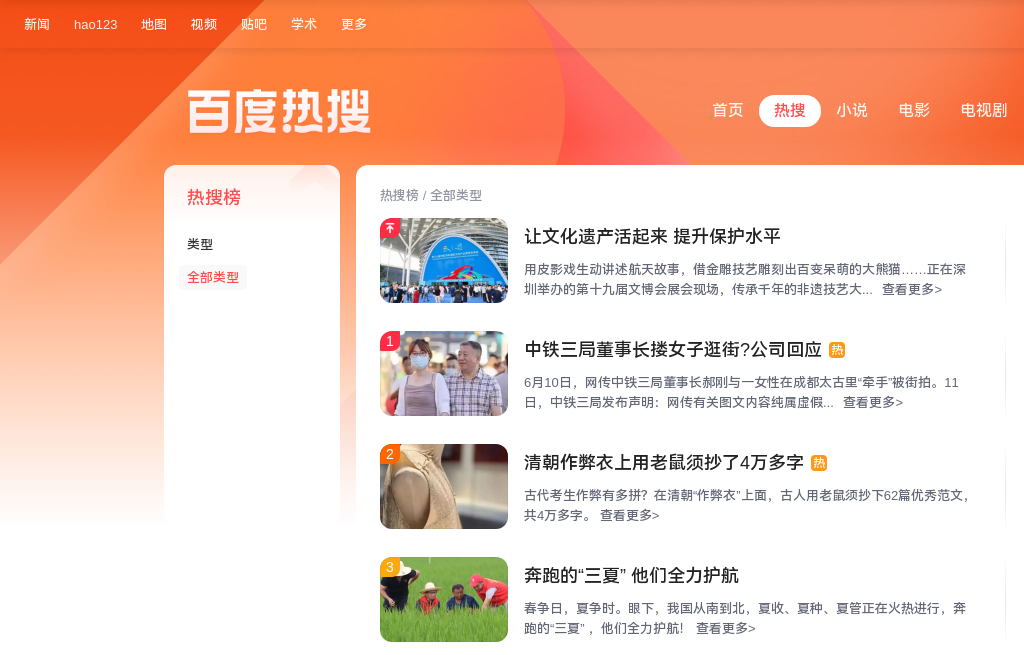 新闻 hao123 地图 视频 贴吧 学术 更多
百度热搜
首页 热搜 小说 电影 电视剧
热搜榜
类型
全部类型
热搜榜 / 全部类型
让文化遗产活起来 提升保护水平
用皮影戏生动讲述航天故事，借金雕技艺雕刻出百变呆萌的大熊猫……正在深
圳举办的第十九届文博会展会现场，传承千年的非遗技艺大... 查看更多>
1
中铁三局董事长搂女子逛街?公司回应 热
6月10日，网传中铁三局董事长郝刚与一女性在成都太古里“牵手”被街拍。11
日，中铁三局发布声明：网传有关图文内容纯属虚假... 查看更多>
2
清朝作弊衣上用老鼠须抄了4万多字 热
古代考生作弊有多拼？在清朝“作弊衣”上面，古人用老鼠须抄下62篇优秀范文，
共4万多字。 查看更多>
3
奔跑的“三夏” 他们全力护航
春争日，夏争时。眼下，我国从南到北，夏收、夏种、夏管正在火热进行，奔
跑的“三夏” ，他们全力护航！ 查看更多>